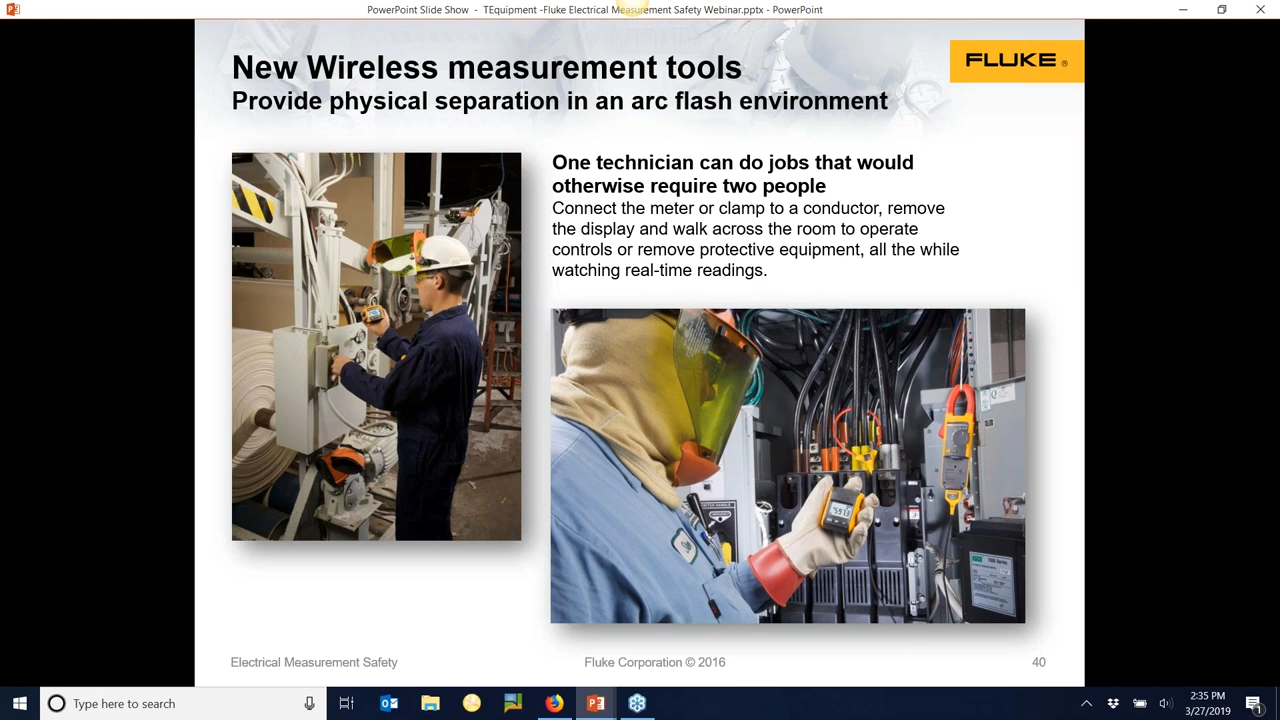 PowerPoint Slide Show - TEquipment -Fluke Electrical Measurement Safety Webinar.pptx - PowerPoint
New Wireless measurement tools
Provide physical separation in an arc flash environment
FLUKE ®
One technician can do jobs that would
otherwise require two people
Connect the meter or clamp to a conductor, remove
the display and walk across the room to operate
controls or remove protective equipment, all the while
watching real-time readings.
Electrical Measurement Safety
Fluke Corporation © 2016
40
Type here to search
2:35 PM
3/27/2019
1